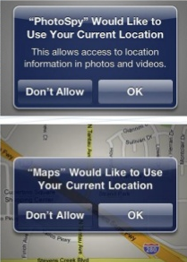 "PhotoSpy" Would Like to
Use Your Current Location
This allows access to location
information in photos and videos.
Don't Allow
OK
"Maps" Would Like to Use
Your Current Location
Don't Allow
OK
Stevens Creek Blvd
280